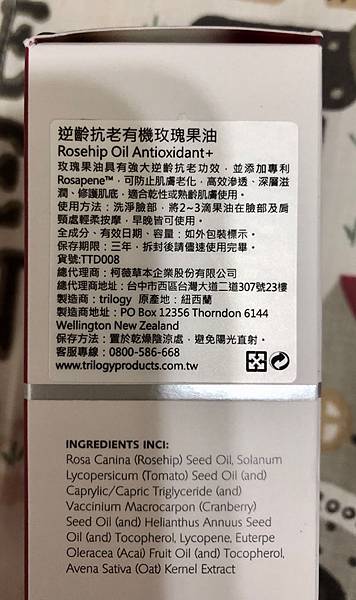 逆齡抗老有機玫瑰果油
Rosehip Oil Antioxidant+
玫瑰果油具有強大逆齡抗老功效，並添加專利
Rosapene™，可防止肌膚老化，高效滲透、深層滋
潤、修護肌底，適合乾性或熟齡肌膚使用。
使用方法：洗淨臉部，將2~3滴果油在臉部及肩
頸處輕柔按摩，早晚皆可使用。
全成分、有效日期、容量：如外包裝標示。
保存期限：三年，拆封後請儘速使用完畢。
貨號:TTD008
總代理商：柯薇草本企業股份有限公司
總代理商地址：台中市西區台灣大道二道307號23樓
製造商：trilogy 原產地：紐西蘭
製造商地址：PO Box 12356 Thorndon 6144
Wellington New Zealand
保存方法：置於乾燥陰涼處，避免陽光直射。
客服專線：0800-586-668
www.trilogyproducts.com.tw
INGREDIENTS INCI:
Rosa Canina (Rosehip) Seed Oil, Solanum
Lycopersicum (Tomato) Seed Oil (and)
Caprylic/Capric Triglyceride (and)
Vaccinium Macrocarpon (Cranberry)
Seed Oil (and) Helianthus Annuus Seed
Oil (and) Tocopherol, Lycopene, Euterpe
Oleracea (Acai) Fruit Oil (and) Tocopherol,
Avena Sativa (Oat) Kernel Extract